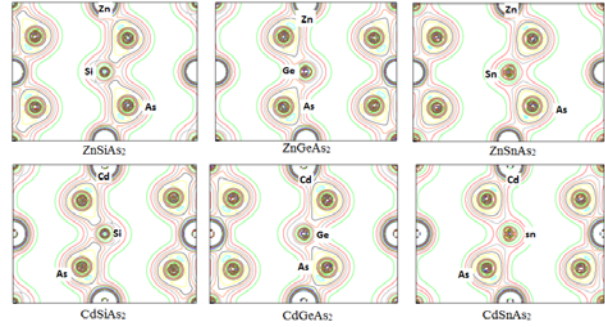 Zn
Si
As
ZnSiAs₂
Zn
Ge
As
ZnGeAs₂
Zn
Sn
As
ZnSnAs₂
Cd
Si
As
CdSiAs₂
Cd
Ge
As
CdGeAs₂
Cd
sn
As
CdSnAs₂